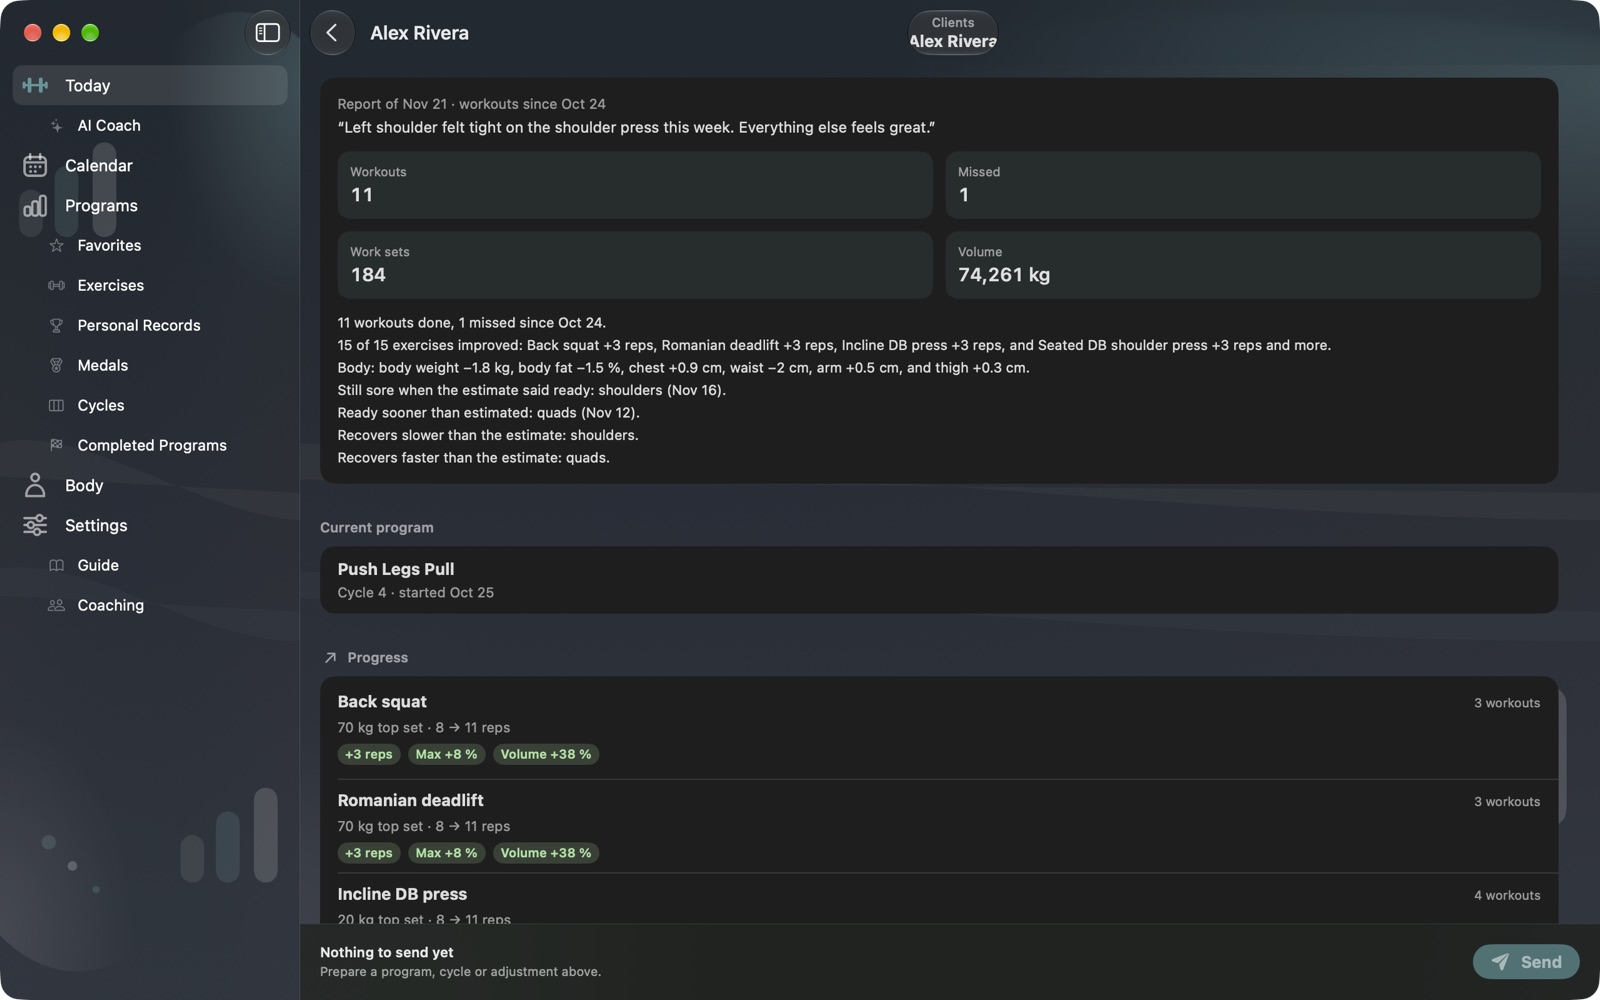 Today
AI Coach
Calendar
Programs
Favorites
Exercises
Personal Records
Medals
Cycles
Completed Programs
Body
Settings
Guide
Coaching
Alex Rivera
Clients
Alex Rivera
Report of Nov 21 · workouts since Oct 24
“Left shoulder felt tight on the shoulder press this week. Everything else feels great.”
Workouts
11
Missed
1
Work sets
184
Volume
74,261 kg
11 workouts done, 1 missed since Oct 24.
15 of 15 exercises improved: Back squat +3 reps, Romanian deadlift +3 reps, Incline DB press +3 reps, and Seated DB shoulder press +3 reps and more.
Body: body weight −1.8 kg, body fat −1.5 %, chest +0.9 cm, waist −2 cm, arm +0.5 cm, and thigh +0.3 cm.
Still sore when the estimate said ready: shoulders (Nov 16).
Ready sooner than estimated: quads (Nov 12).
Recovers slower than the estimate: shoulders.
Recovers faster than the estimate: quads.
Current program
Push Legs Pull
Cycle 4 · started Oct 25
Progress
Back squat
3 workouts
70 kg top set · 8 → 11 reps
+3 reps Max +8 % Volume +38 %
Romanian deadlift
3 workouts
70 kg top set · 8 → 11 reps
+3 reps Max +8 % Volume +38 %
Incline DB press
4 workouts
20 kg top set · 8 → 11 reps
Nothing to send yet
Prepare a program, cycle or adjustment above.
Send